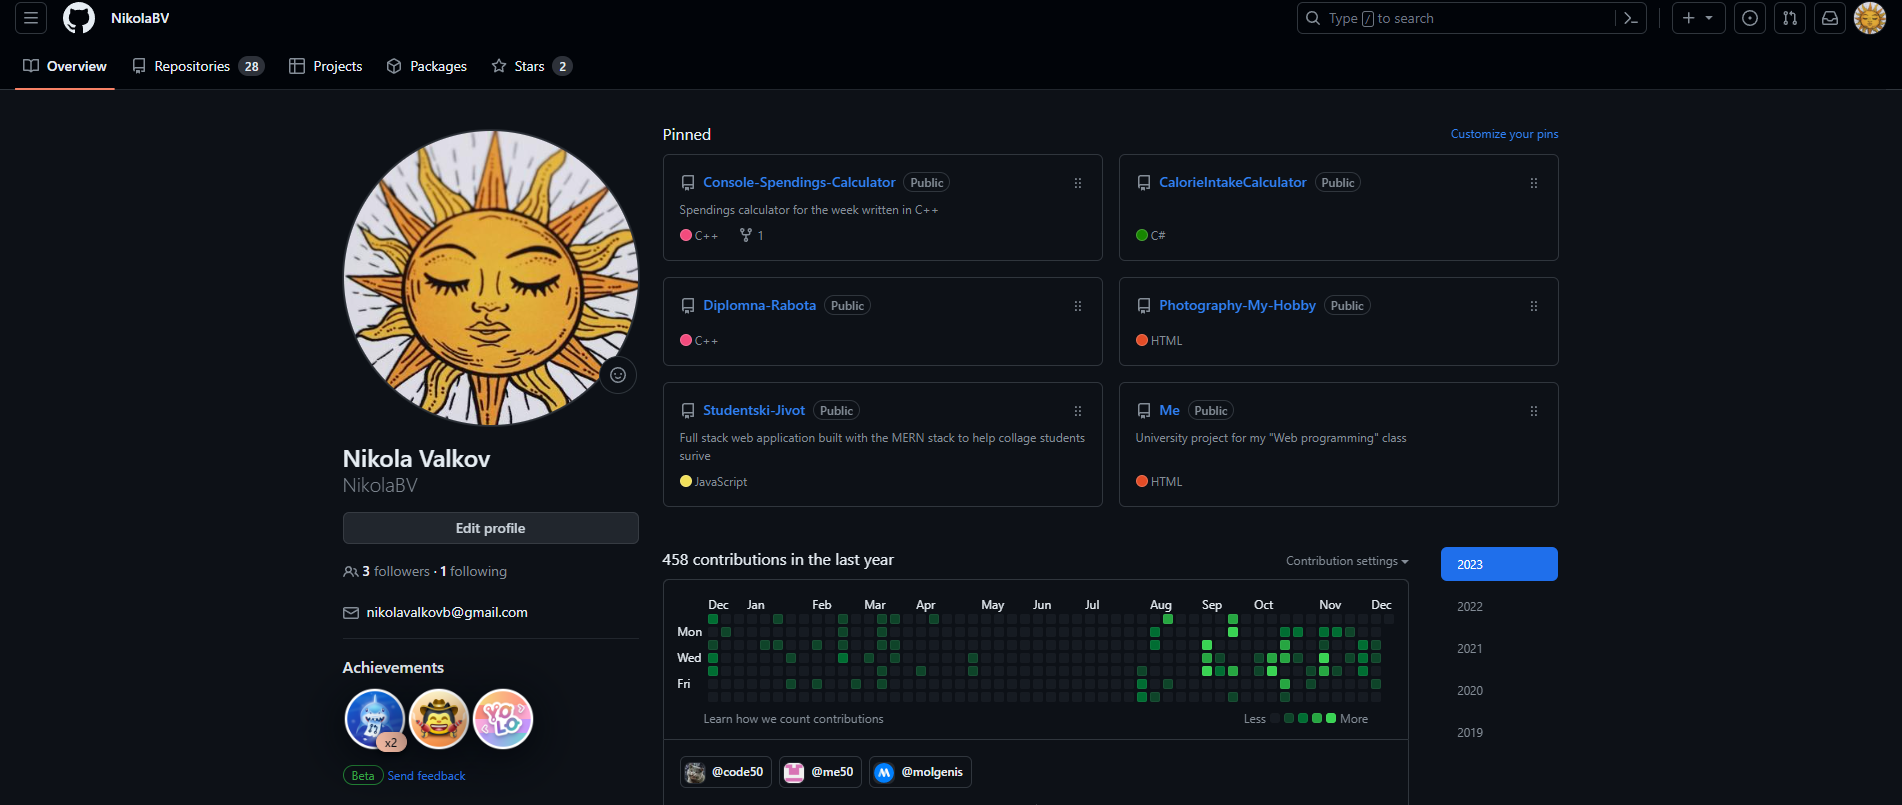 NikolaBV
Type / to search
Overview
Repositories 28
Projects
Packages
Stars 2
Nikola Valkov
NikolaBV
Edit profile
3 followers · 1 following
nikolavalkovb@gmail.com
Achievements
x2
YOLO
Beta Send feedback
Pinned
Customize your pins
Console-Spendings-Calculator Public
Spendings calculator for the week written in C++
C++ 1
CalorieIntakeCalculator Public
C#
Diplomna-Rabota Public
C++
Photography-My-Hobby Public
HTML
Studentski-Jivot Public
Full stack web application built with the MERN stack to help collage students
surive
JavaScript
Me Public
University project for my "Web programming" class
HTML
458 contributions in the last year
Contribution settings
Dec Jan Feb Mar Apr May Jun Jul Aug Sep Oct Nov Dec
Mon
Wed
Fri
Learn how we count contributions
Less More
@code50 @me50 @molgenis
2023
2022
2021
2020
2019